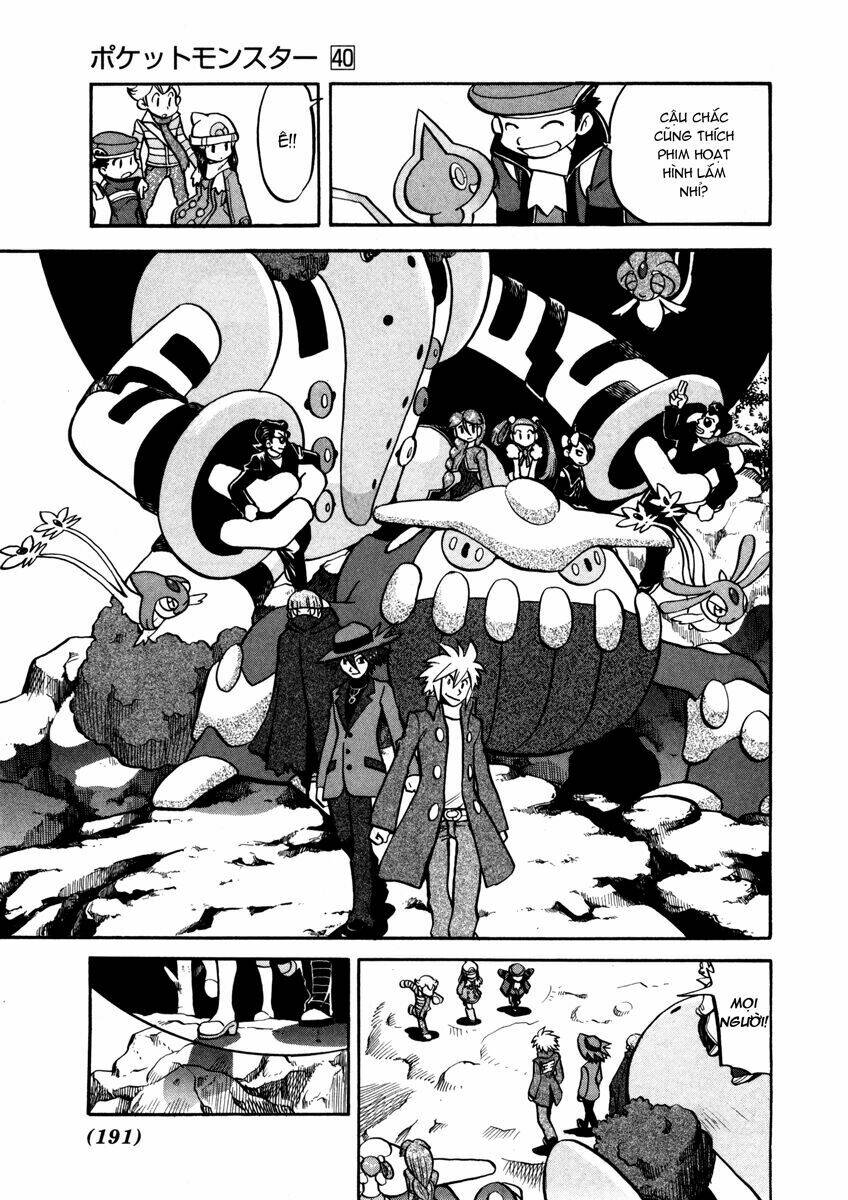 ポケットモンスター 40
CẬU CHẮC
CŨNG THÍCH
PHIM HOẠT
HÌNH LẮM
NHỈ?
Ê!!
MỌI
NGƯỜI!
(191)